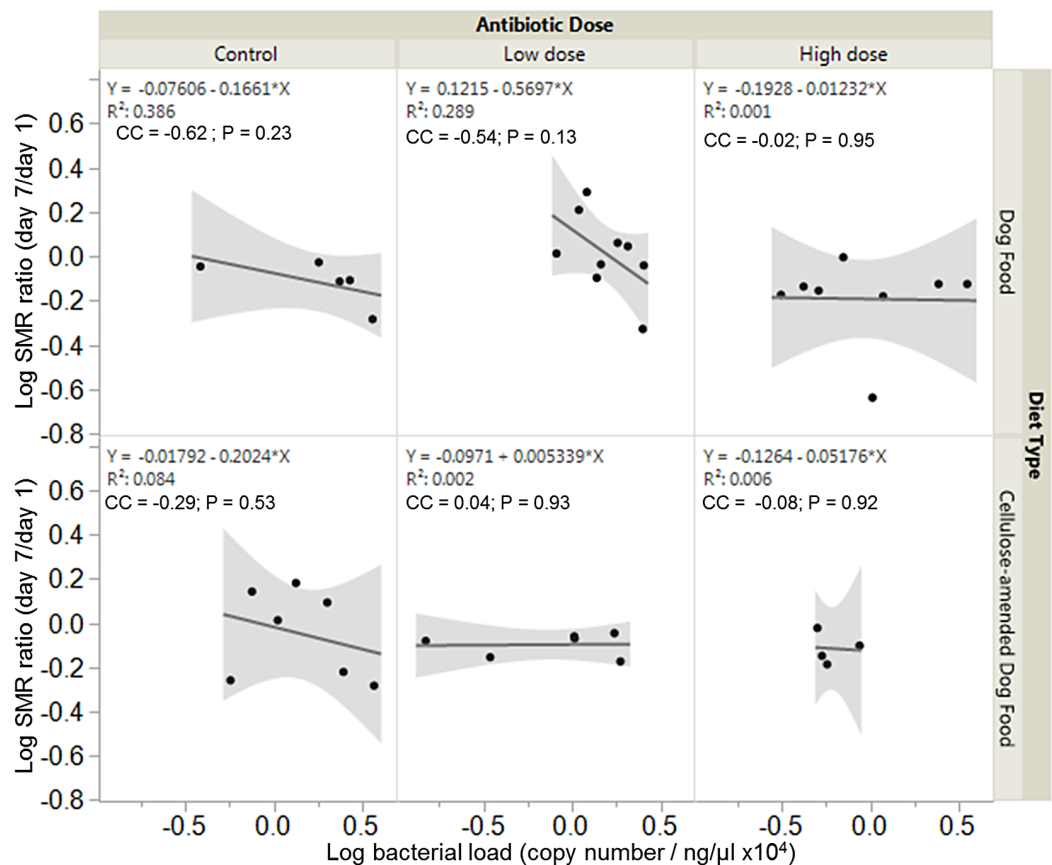 Antibiotic Dose
Control Low dose High dose
Y = -0.07606 - 0.1661*X
R²: 0.386
CC = -0.62 ; P = 0.23
Y = 0.1215 - 0.5697*X
R²: 0.289
CC = -0.54; P = 0.13
Y = -0.1928 - 0.01232*X
R²: 0.001
CC = -0.02; P = 0.95
Log SMR ratio (day 7/day 1)
0.6
0.4
0.2
0.0
-0.2
-0.4
-0.6
-0.8
Dog Food
Diet Type
Y = -0.01792 - 0.2024*X
R²: 0.084
CC = -0.29; P = 0.53
Y = -0.0971 + 0.005339*X
R²: 0.002
CC = 0.04; P = 0.93
Y = -0.1264 - 0.05176*X
R²: 0.006
CC = -0.08; P = 0.92
Log SMR ratio (day 7/day 1)
0.6
0.4
0.2
0.0
-0.2
-0.4
-0.6
-0.8
Cellulose-amended Dog Food
-0.5 0.0 0.5 -0.5 0.0 0.5 -0.5 0.0 0.5
Log bacterial load (copy number / ng/µl x10⁴)